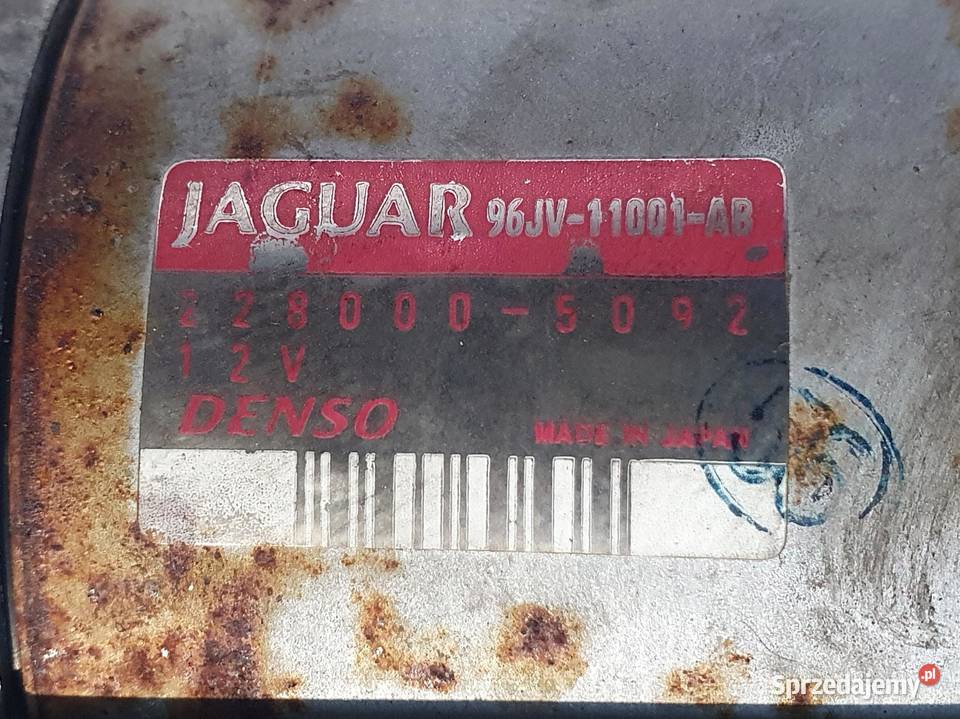 JAGUAR 96JV-11001-AB
228000-5092
12V
DENSO MADE IN JAPAN
Sprzedajemy.pl